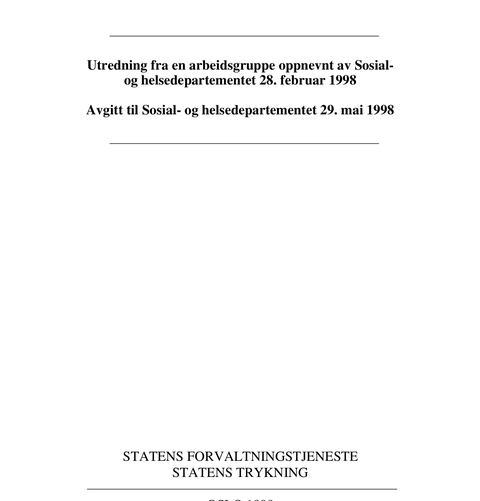 Utredning fra en arbeidsgruppe oppnevnt av Sosial-
og helsedepartementet 28. februar 1998
Avgitt til Sosial- og helsedepartementet 29. mai 1998
STATENS FORVALTNINGSTJENESTE
STATENS TRYKNING